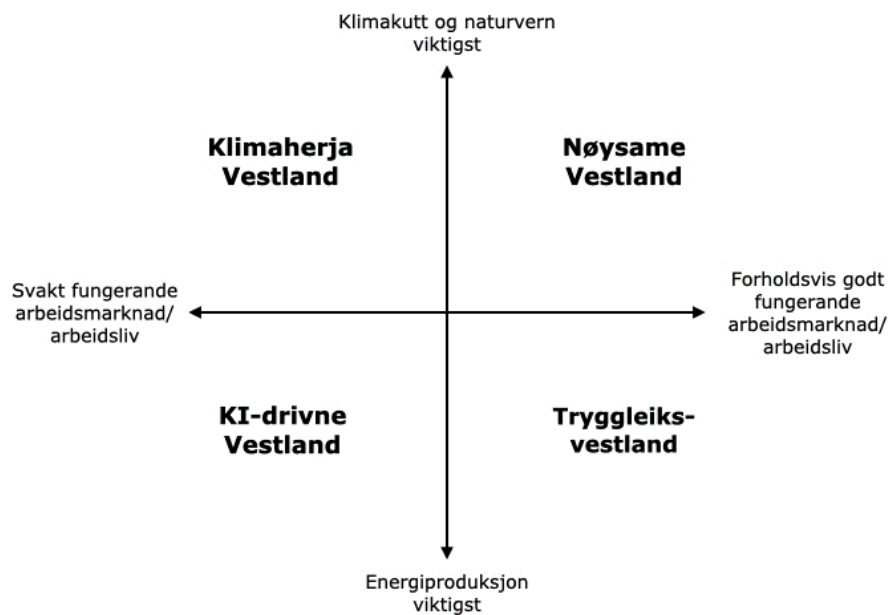 Klimakutt og naturvern
viktigst
Klimaherja
Vestland
Nøysame
Vestland
Svakt fungerande
arbeidsmarknad/
arbeidsliv
Forholdsvis godt
fungerande
arbeidsmarknad/
arbeidsliv
KI-drivne
Vestland
Tryggleiks-
vestland
Energiproduksjon
viktigst